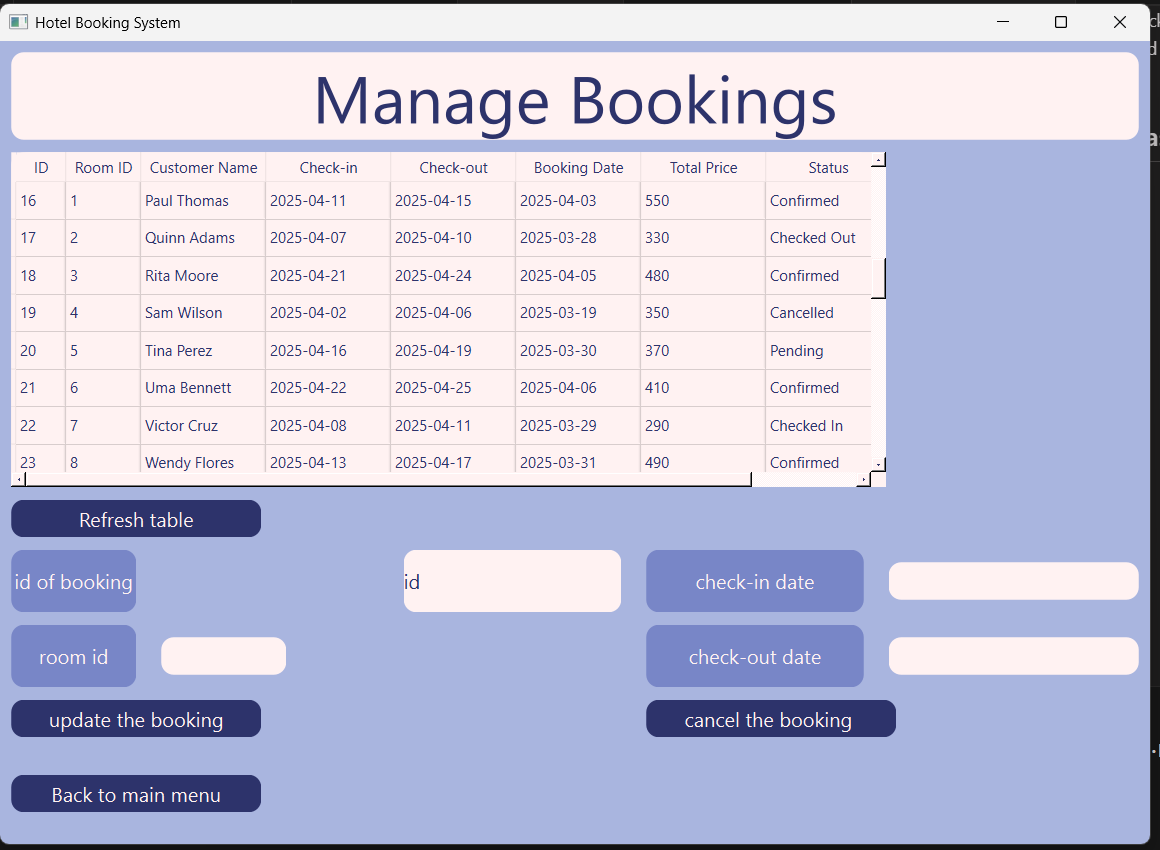 Hotel Booking System
Manage Bookings
ID Room ID Customer Name Check-in Check-out Booking Date Total Price Status
16 1 Paul Thomas 2025-04-11 2025-04-15 2025-04-03 550 Confirmed
17 2 Quinn Adams 2025-04-07 2025-04-10 2025-03-28 330 Checked Out
18 3 Rita Moore 2025-04-21 2025-04-24 2025-04-05 480 Confirmed
19 4 Sam Wilson 2025-04-02 2025-04-06 2025-03-19 350 Cancelled
20 5 Tina Perez 2025-04-16 2025-04-19 2025-03-30 370 Pending
21 6 Uma Bennett 2025-04-22 2025-04-25 2025-04-06 410 Confirmed
22 7 Victor Cruz 2025-04-08 2025-04-11 2025-03-29 290 Checked In
23 8 Wendy Flores 2025-04-13 2025-04-17 2025-03-31 490 Confirmed
Refresh table
id of booking id check-in date
room id check-out date
update the booking cancel the booking
Back to main menu